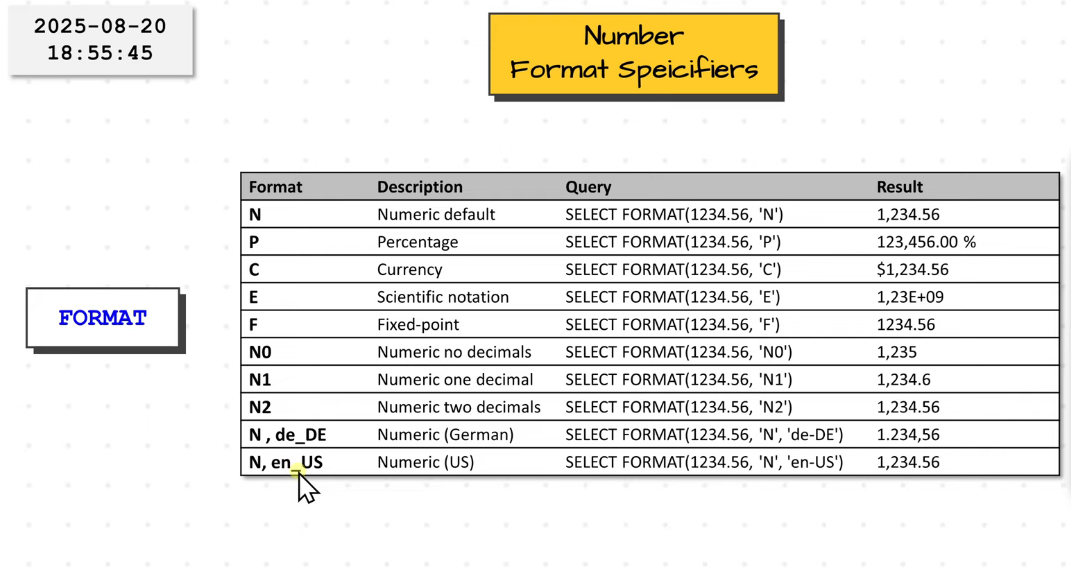 2025-08-20
18:55:45
Number
Format Speicifiers
FORMAT
Format Description Query Result
N Numeric default SELECT FORMAT(1234.56, 'N') 1,234.56
P Percentage SELECT FORMAT(1234.56, 'P') 123,456.00 %
C Currency SELECT FORMAT(1234.56, 'C') $1,234.56
E Scientific notation SELECT FORMAT(1234.56, 'E') 1,23E+09
F Fixed-point SELECT FORMAT(1234.56, 'F') 1234.56
N0 Numeric no decimals SELECT FORMAT(1234.56, 'N0') 1,235
N1 Numeric one decimal SELECT FORMAT(1234.56, 'N1') 1,234.6
N2 Numeric two decimals SELECT FORMAT(1234.56, 'N2') 1,234.56
N , de_DE Numeric (German) SELECT FORMAT(1234.56, 'N', 'de-DE') 1.234,56
N, en_US Numeric (US) SELECT FORMAT(1234.56, 'N', 'en-US') 1,234.56